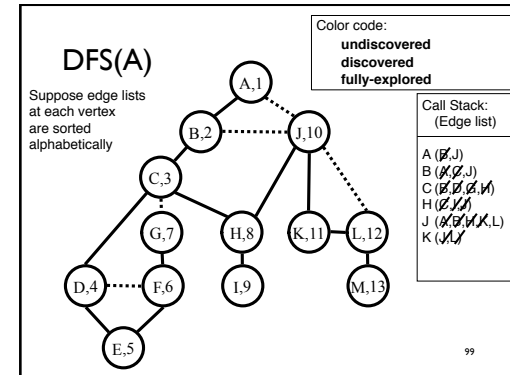 Color code:
undiscovered
discovered
fully-explored
DFS(A)
Suppose edge lists
at each vertex
are sorted
alphabetically
Call Stack:
(Edge list)
A (B,J)
B (A,C,J)
C (B,D,G,H)
H (C,I,J)
J (A,B,H,K,L)
K (J,L)
A,1
B,2
J,10
C,3
G,7
H,8
K,11
L,12
D,4
F,6
I,9
M,13
E,5
99